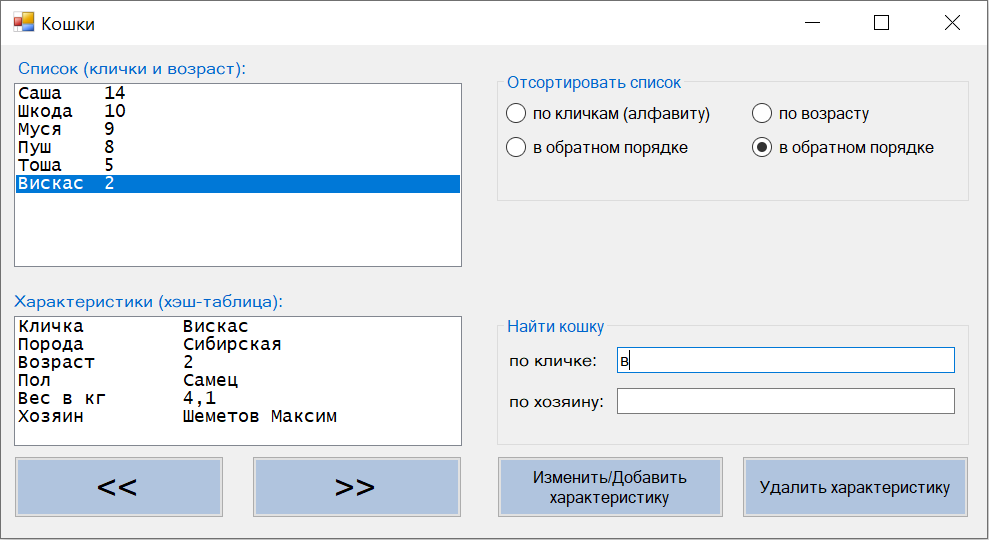 Кошки
Список (клички и возраст):
Саша 14
Шкода 10
Муся 9
Пуш 8
Тоша 5
Вискас 2
Отсортировать список
по кличкам (алфавиту)
по возрасту
в обратном порядке
в обратном порядке
Характеристики (хэш-таблица):
Кличка Вискас
Порода Сибирская
Возраст 2
Пол Самец
Вес в кг 4,1
Хозяин Шеметов Максим
Найти кошку
по кличке: в
по хозяину:
<<
>>
Изменить/Добавить
характеристику
Удалить характеристику